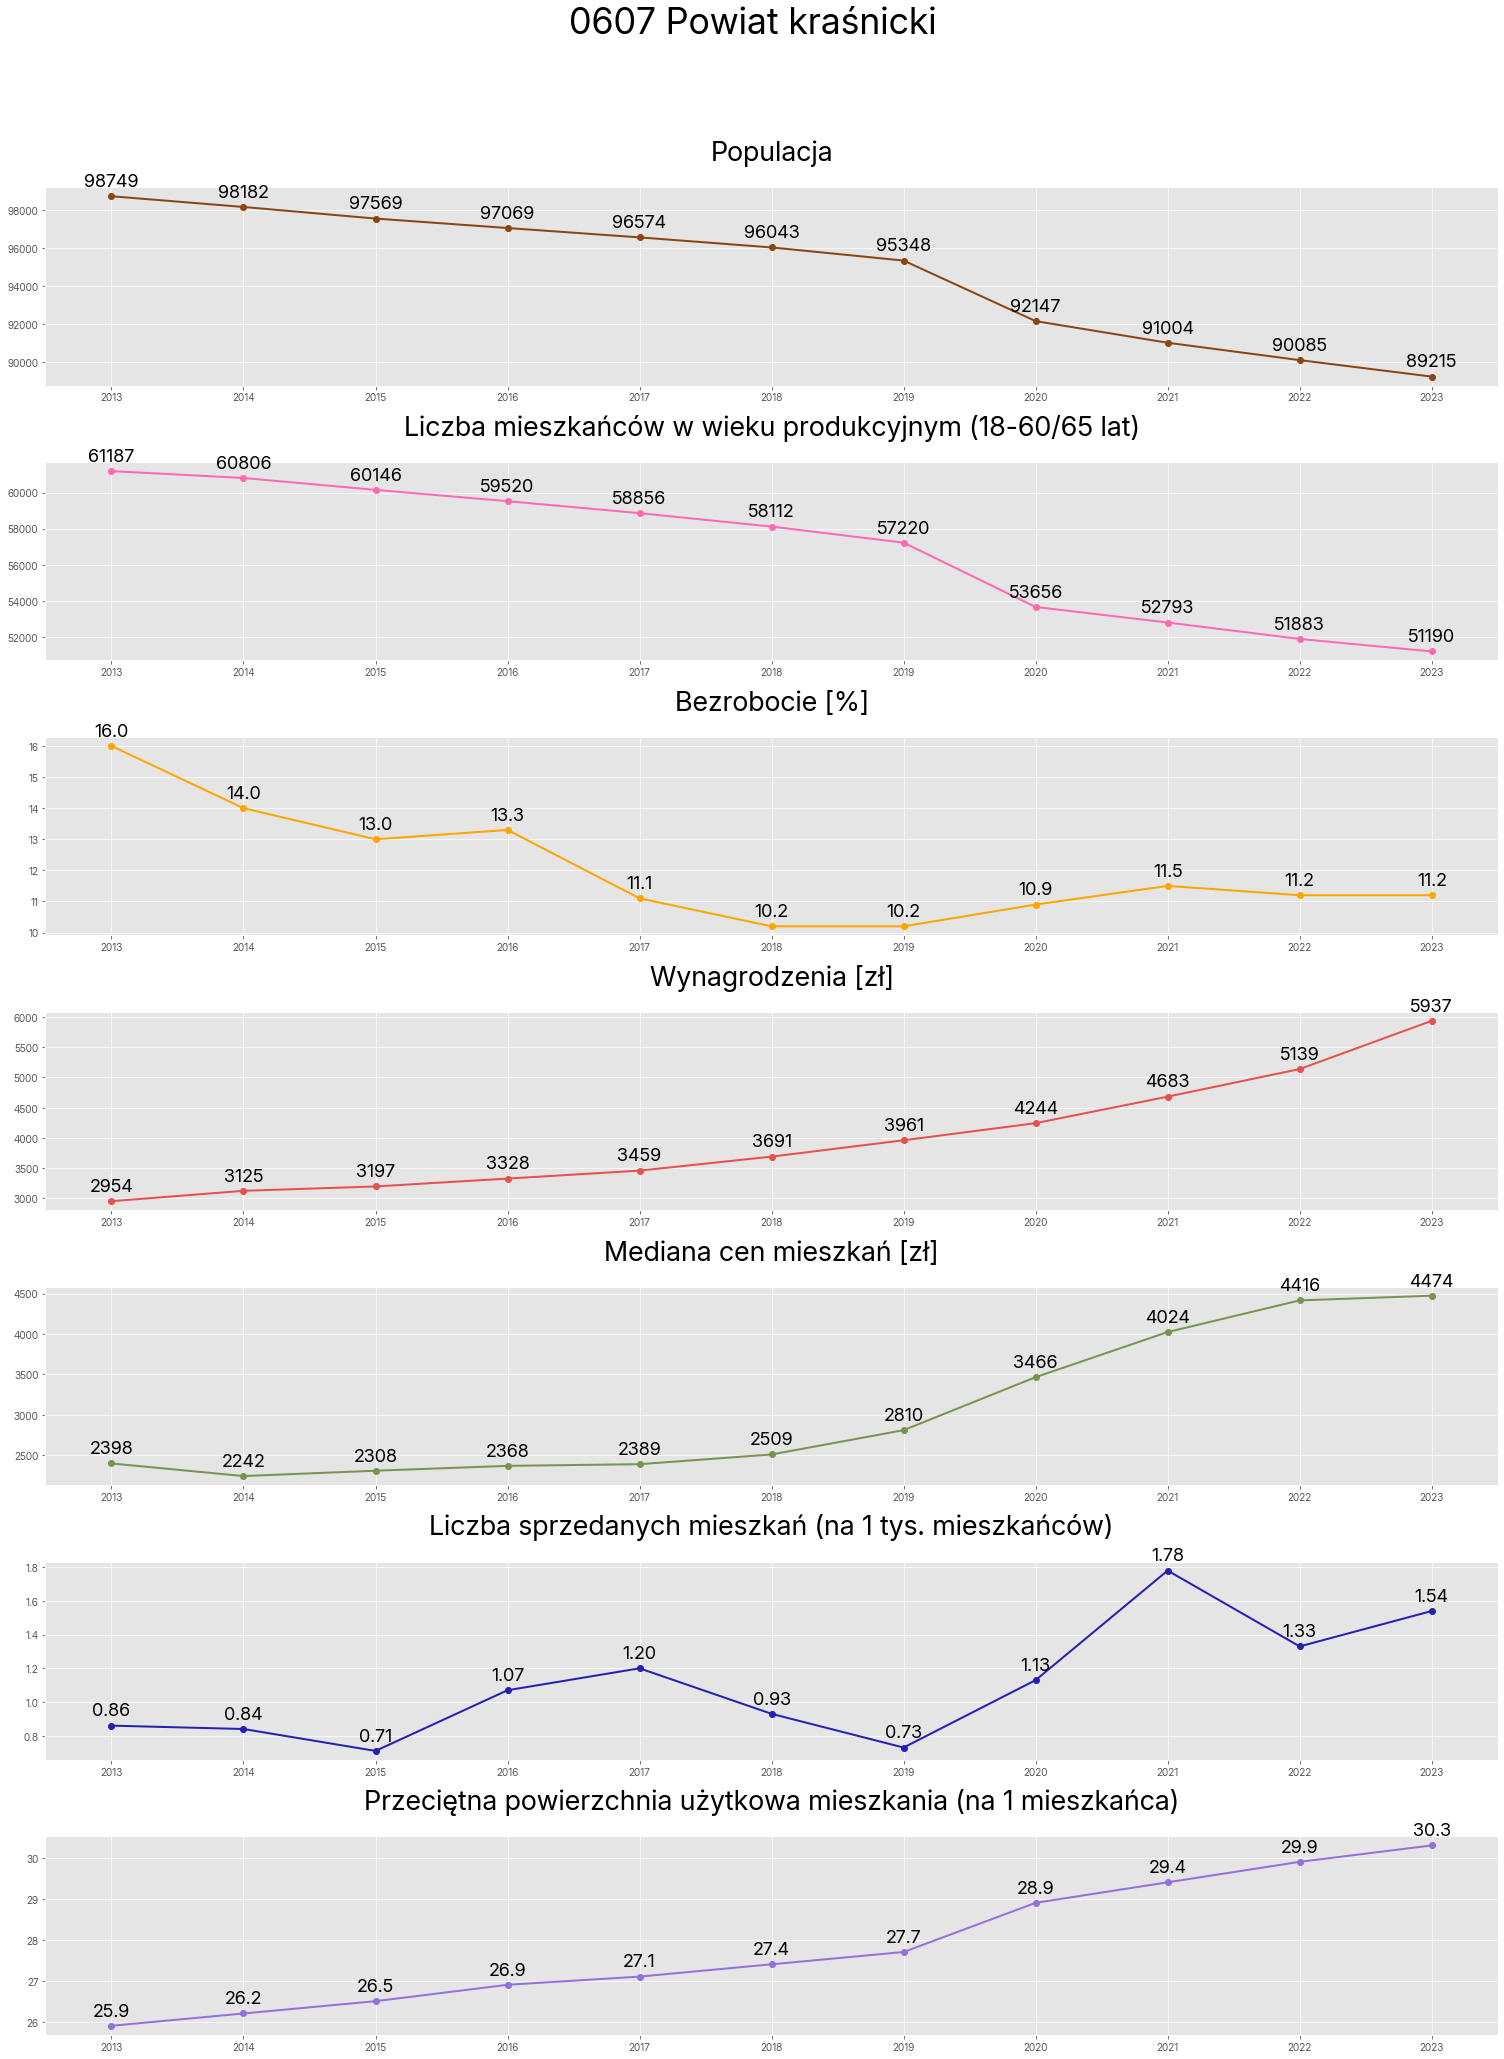 0607 Powiat kraśnicki
Populacja
98749 98182 97569 97069 96574 96043 95348 92147 91004 90085 89215
98000
96000
94000
92000
90000
2013 2014 2015 2016 2017 2018 2019 2020 2021 2022 2023
Liczba mieszkańców w wieku produkcyjnym (18-60/65 lat)
61187 60806 60146 59520 58856 58112 57220 53656 52793 51883 51190
60000
58000
56000
54000
52000
2013 2014 2015 2016 2017 2018 2019 2020 2021 2022 2023
Bezrobocie [%]
16.0 14.0 13.0 13.3 11.1 10.2 10.2 10.9 11.5 11.2 11.2
16
15
14
13
12
11
10
2013 2014 2015 2016 2017 2018 2019 2020 2021 2022 2023
Wynagrodzenia [zł]
2954 3125 3197 3328 3459 3691 3961 4244 4683 5139 5937
6000
5500
5000
4500
4000
3500
3000
2013 2014 2015 2016 2017 2018 2019 2020 2021 2022 2023
Mediana cen mieszkań [zł]
2398 2242 2308 2368 2389 2509 2810 3466 4024 4416 4474
4500
4000
3500
3000
2500
2013 2014 2015 2016 2017 2018 2019 2020 2021 2022 2023
Liczba sprzedanych mieszkań (na 1 tys. mieszkańców)
0.86 0.84 0.71 1.07 1.20 0.93 0.73 1.13 1.78 1.33 1.54
1.8
1.6
1.4
1.2
1.0
0.8
2013 2014 2015 2016 2017 2018 2019 2020 2021 2022 2023
Przeciętna powierzchnia użytkowa mieszkania (na 1 mieszkańca)
25.9 26.2 26.5 26.9 27.1 27.4 27.7 28.9 29.4 29.9 30.3
30
29
28
27
26
2013 2014 2015 2016 2017 2018 2019 2020 2021 2022 2023